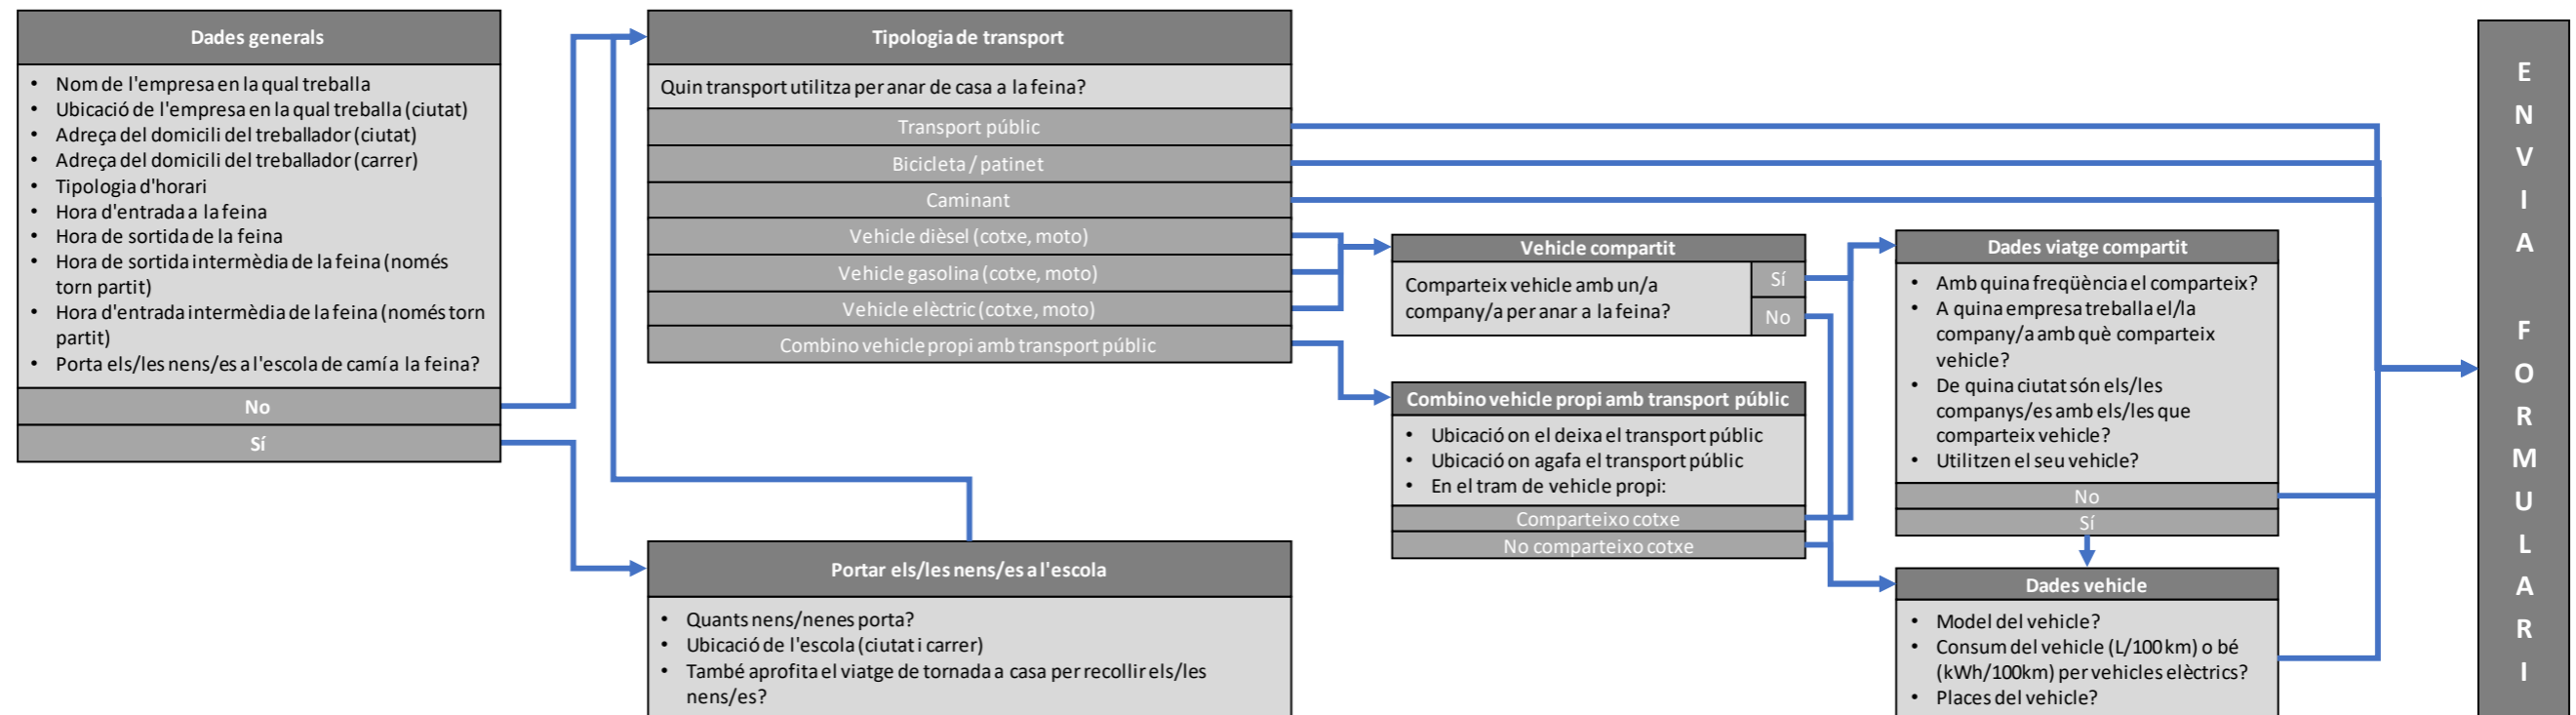 Dades generals
• Nom de l'empresa en la qual treballa
• Ubicació de l'empresa en la qual treballa (ciutat)
• Adreça del domicili del treballador (ciutat)
• Adreça del domicili del treballador (carrer)
• Tipologia d'horari
• Hora d'entrada a la feina
• Hora de sortida de la feina
• Hora de sortida intermèdia de la feina (només
torn partit)
• Hora d'entrada intermèdia de la feina (només torn
partit)
• Porta els/les nens/es a l'escola de camí a la feina?
No
Sí
Tipologia de transport
Quin transport utilitza per anar de casa a la feina?
Transport públic
Bicicleta / patinet
Caminant
Vehicle dièsel (cotxe, moto)
Vehicle gasolina (cotxe, moto)
Vehicle elèctric (cotxe, moto)
Combino vehicle propi amb transport públic
Portar els/les nens/es a l'escola
• Quants nens/nenes porta?
• Ubicació de l'escola (ciutat i carrer)
• També aprofita el viatge de tornada a casa per recollir els/les
nens/es?
Vehicle compartit
Comparteix vehicle amb un/a
company/a per anar a la feina?
Sí
No
Combino vehicle propi amb transport públic
• Ubicació on el deixa el transport públic
• Ubicació on agafa el transport públic
• En el tram de vehicle propi:
Comparteixo cotxe
No comparteixo cotxe
Dades viatge compartit
• Amb quina freqüència el comparteix?
• A quina empresa treballa el/la
company/a amb què comparteix
vehicle?
• De quina ciutat són els/les
companys/es amb els/les que
comparteix vehicle?
• Utilitzen el seu vehicle?
No
Sí
Dades vehicle
• Model del vehicle?
• Consum del vehicle (L/100 km) o bé
(kWh/100km) per vehicles elèctrics?
• Places del vehicle?
ENVIA FORMULARI